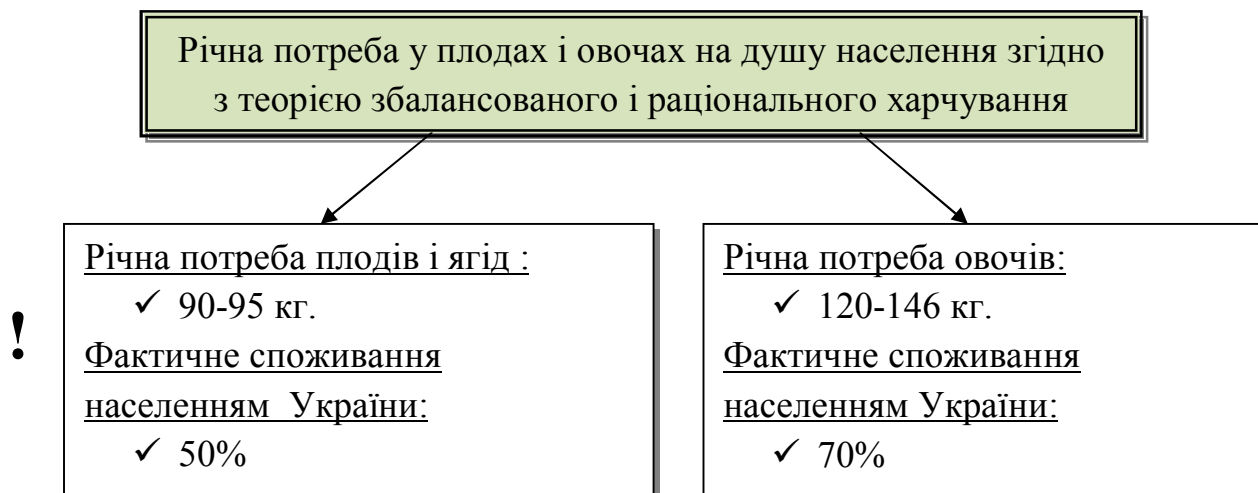 Річна потреба у плодах і овочах на душу населення згідно
з теорією збалансованого і раціонального харчування
!
Річна потреба плодів і ягід :
✓ 90-95 кг.
Фактичне споживання
населенням України:
✓ 50%
Річна потреба овочів:
✓ 120-146 кг.
Фактичне споживання
населенням України:
✓ 70%